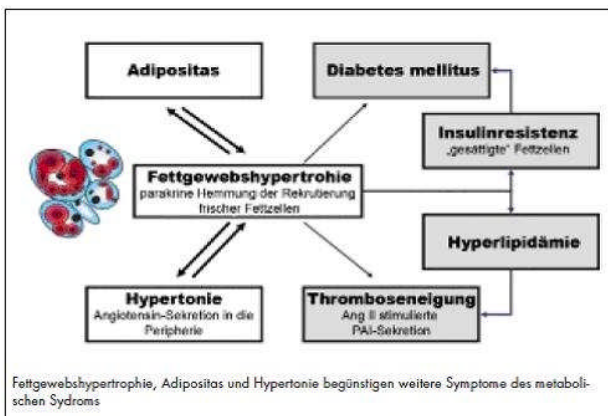 Adipositas
Diabetes mellitus
Insulinresistenz
„gesättigte" Fettzellen
Fettgewebshypertrohie
parakrine Hemmung der Rekrutierung
frischer Fettzellen
Hyperlipidämie
Hypertonie
Angiotensin-Sekretion in die
Peripherie
Thromboseneigung
Ang II stimulierte
PAI-Sekretion
Fettgewebshypertrophie, Adipositas und Hypertonie begünstigen weitere Symptome des metaboli-
schen Sydroms